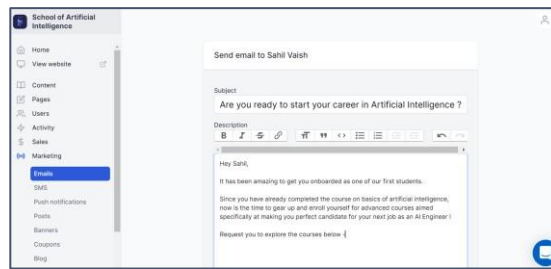 School of Artificial
Intelligence
Home
View website
Content
Pages
Users
Activity
Sales
Marketing
Emails
SMS
Push notifications
Posts
Banners
Coupons
Blog
Send email to Sahil Vaish
Subject
Are you ready to start your career in Artificial Intelligence ?
Description
Hey Sahil,
It has been amazing to get you onboarded as one of our first students.
Since you have already completed the course on basics of artificial intelligence,
now is the time to gear up and enroll yourself for advanced courses aimed
specifically at making you perfect candidate for your next job as an AI Engineer !
Request you to explore the courses below -